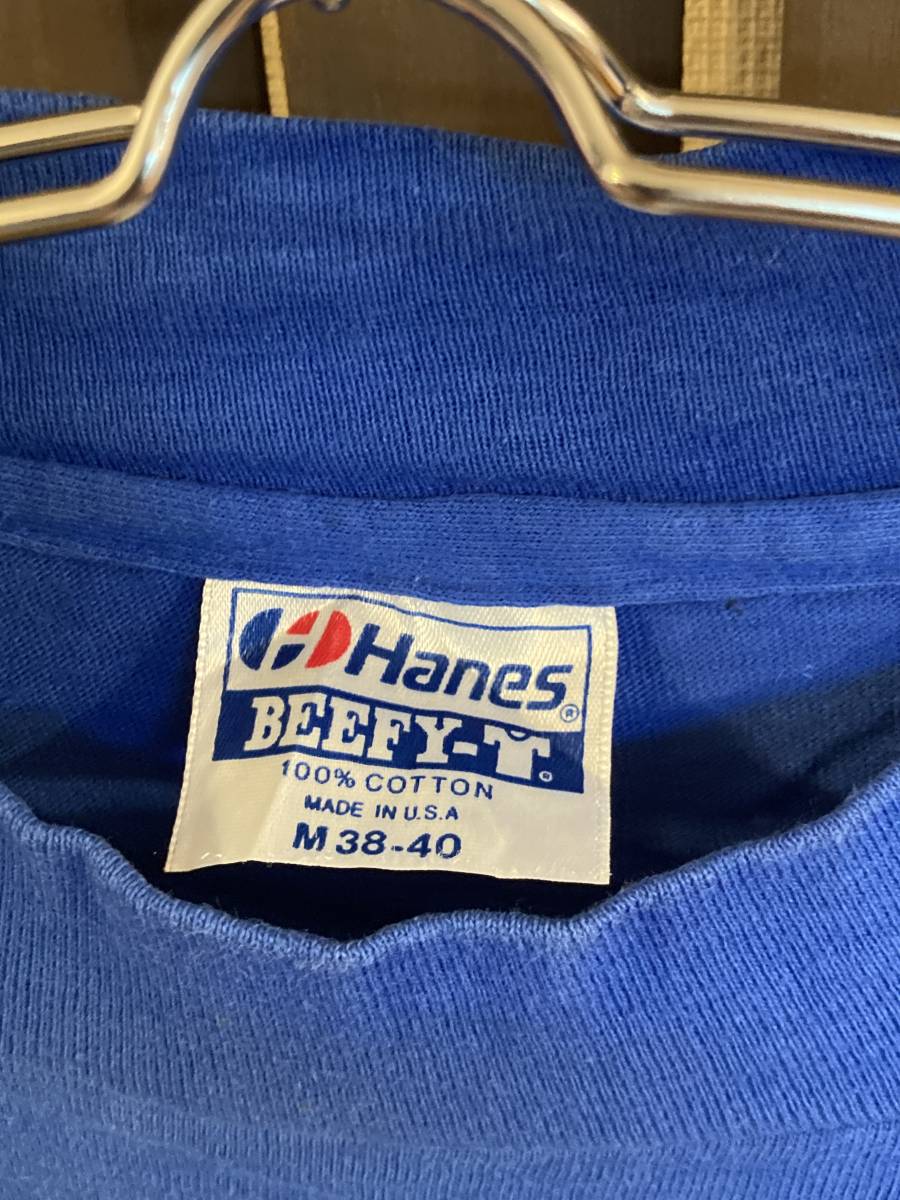 Hanes®
BEEFY-T®
100% COTTON
MADE IN U.S.A
M 38-40